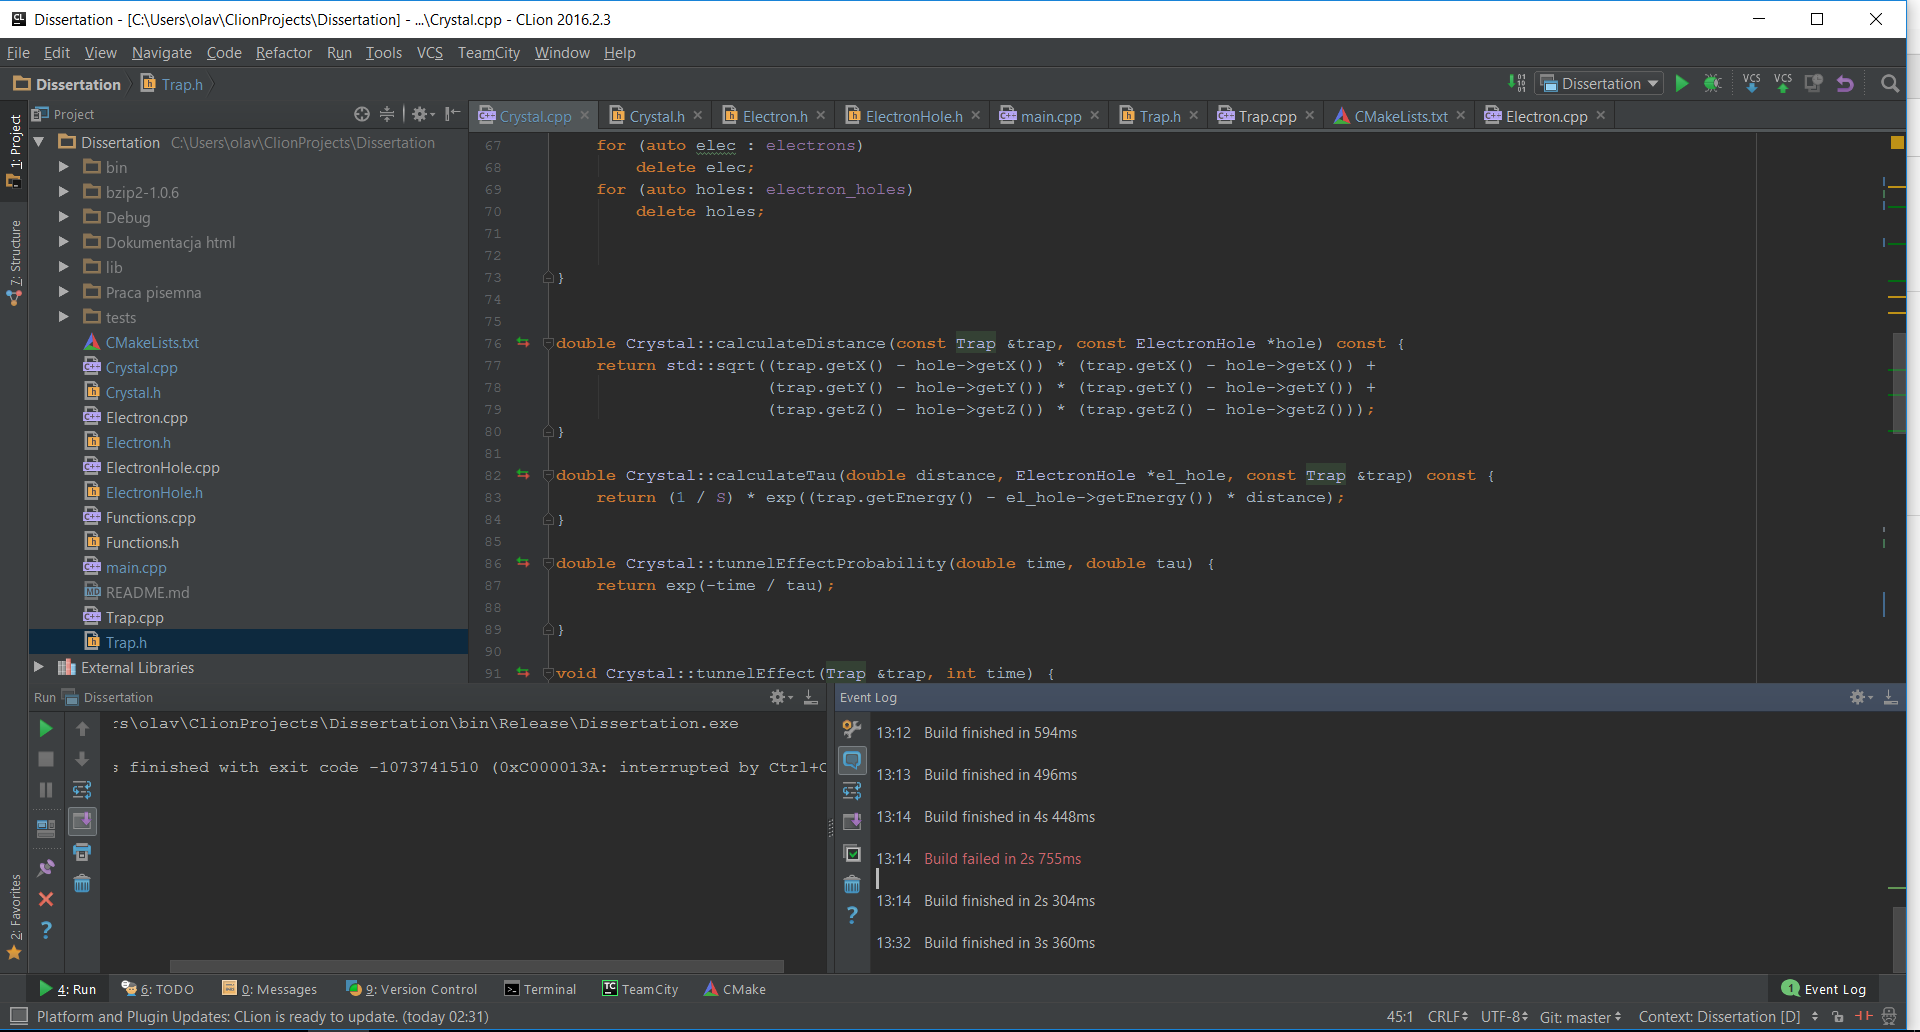 Dissertation - [C:\Users\olav\ClionProjects\Dissertation] - ...\Crystal.cpp - CLion 2016.2.3
File Edit View Navigate Code Refactor Run Tools VCS TeamCity Window Help
Dissertation Trap.h Dissertation VCS VCS
Project
Crystal.cpp Crystal.h Electron.h ElectronHole.h main.cpp Trap.h Trap.cpp CMakeLists.txt Electron.cpp
1: Project
7: Structure
2: Favorites
Dissertation C:\Users\olav\ClionProjects\Dissertation
bin
bzip2-1.0.6
Debug
Dokumentacja html
lib
Praca pisemna
tests
CMakeLists.txt
Crystal.cpp
Crystal.h
Electron.cpp
Electron.h
ElectronHole.cpp
ElectronHole.h
Functions.cpp
Functions.h
main.cpp
README.md
Trap.cpp
Trap.h
External Libraries
67 for (auto elec : electrons)
68 delete elec;
69 for (auto holes: electron_holes)
70 delete holes;
71
72
73 }
74
75
76 double Crystal::calculateDistance(const Trap &trap, const ElectronHole *hole) const {
77 return std::sqrt((trap.getX() - hole->getX()) * (trap.getX() - hole->getX()) +
78 (trap.getY() - hole->getY()) * (trap.getY() - hole->getY()) +
79 (trap.getZ() - hole->getZ()) * (trap.getZ() - hole->getZ()));
80 }
81
82 double Crystal::calculateTau(double distance, ElectronHole *el_hole, const Trap &trap) const {
83 return (1 / S) * exp((trap.getEnergy() - el_hole->getEnergy()) * distance);
84 }
85
86 double Crystal::tunnelEffectProbability(double time, double tau) {
87 return exp(-time / tau);
88
89 }
90
91 void Crystal::tunnelEffect(Trap &trap, int time) {
Run Dissertation
rs\olav\ClionProjects\Dissertation\bin\Release\Dissertation.exe
s finished with exit code -1073741510 (0xC000013A: interrupted by Ctrl+C
Event Log
13:12 Build finished in 594ms
13:13 Build finished in 496ms
13:14 Build finished in 4s 448ms
13:14 Build failed in 2s 755ms
13:14 Build finished in 2s 304ms
13:32 Build finished in 3s 360ms
4: Run 6: TODO 0: Messages 9: Version Control Terminal TeamCity CMake 1 Event Log
Platform and Plugin Updates: CLion is ready to update. (today 02:31) 45:1 CRLF UTF-8 Git: master Context: Dissertation [D]